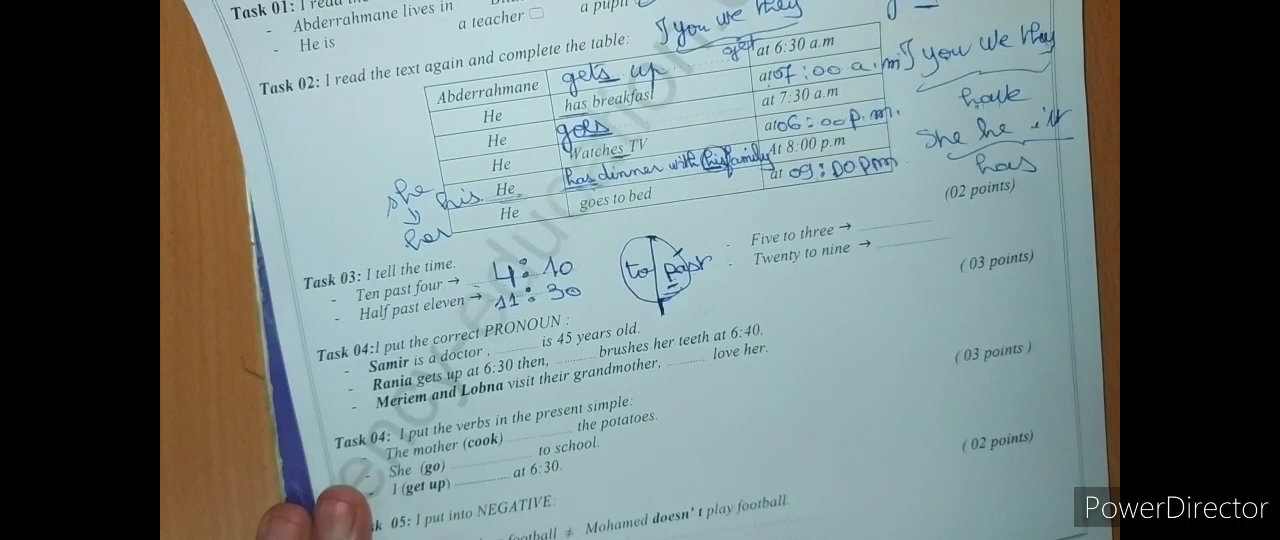 Task 01: I read the
- Abderrahmane lives in
- He is a teacher a pupil
Task 02: I read the text again and complete the table:
I you we they
get
Abderrahmane gets up at 6:30 a.m
He has breakfast at 07:00 a.m
He goes at 7:30 a.m
He Watches TV at 06:00 p.m.
He has dinner with his family At 8:00 p.m
He goes to bed at 09:00 pm
I you we they
have
She he it
has
she his
her
(02 points)
Task 03: I tell the time.
- Ten past four → 4:10
- Half past eleven → 11:30
to past
- Five to three →
- Twenty to nine →
( 03 points)
Task 04:I put the correct PRONOUN :
- Samir is a doctor , .......... is 45 years old.
- Rania gets up at 6:30 then, .......... brushes her teeth at 6:40.
- Meriem and Lobna visit their grandmother, .......... love her.
( 03 points )
Task 04: I put the verbs in the present simple:
- The mother (cook) .......... the potatoes.
- She (go) .......... to school.
- I (get up) .......... at 6:30.
( 02 points)
05: I put into NEGATIVE:
football ≠ Mohamed doesn't play football.
PowerDirector